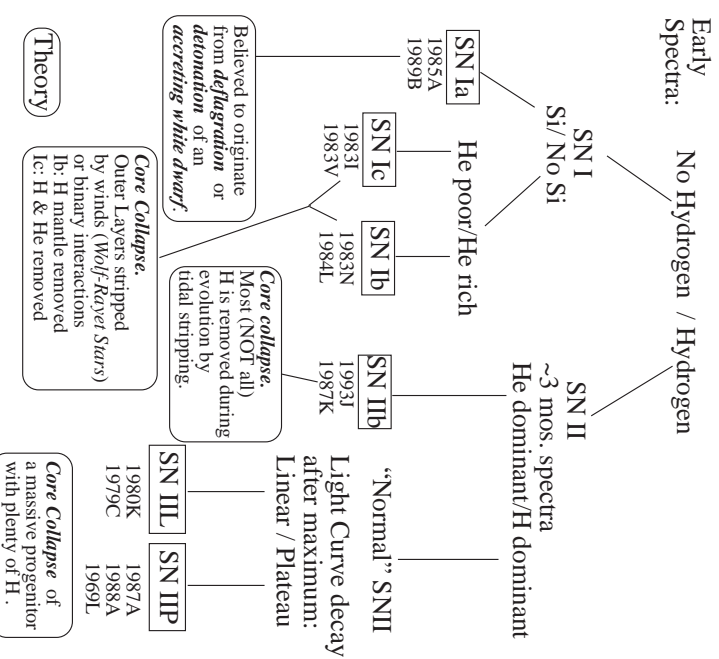 Early
Spectra:
No Hydrogen / Hydrogen
SN I
Si/ No Si
SN II
~3 mos. spectra
He dominant/H dominant
SN Ia
1985A
1989B
He poor/He rich
SN Ic
1983I
1983V
SN Ib
1983N
1984L
SN IIb
1993J
1987K
“Normal” SNII
Light Curve decay
after maximum:
Linear / Plateau
SN IIL
1980K
1979C
SN IIP
1987A
1988A
1969L
Believed to originate
from deflagration or
detonation of an
accreting white dwarf.
Core Collapse.
Outer Layers stripped
by winds (Wolf-Rayet Stars)
or binary interactions
Ib: H mantle removed
Ic: H & He removed
Core collapse.
Most (NOT all)
H is removed during
evolution by
tidal stripping.
Core Collapse of
a massive progenitor
with plenty of H .
Theory